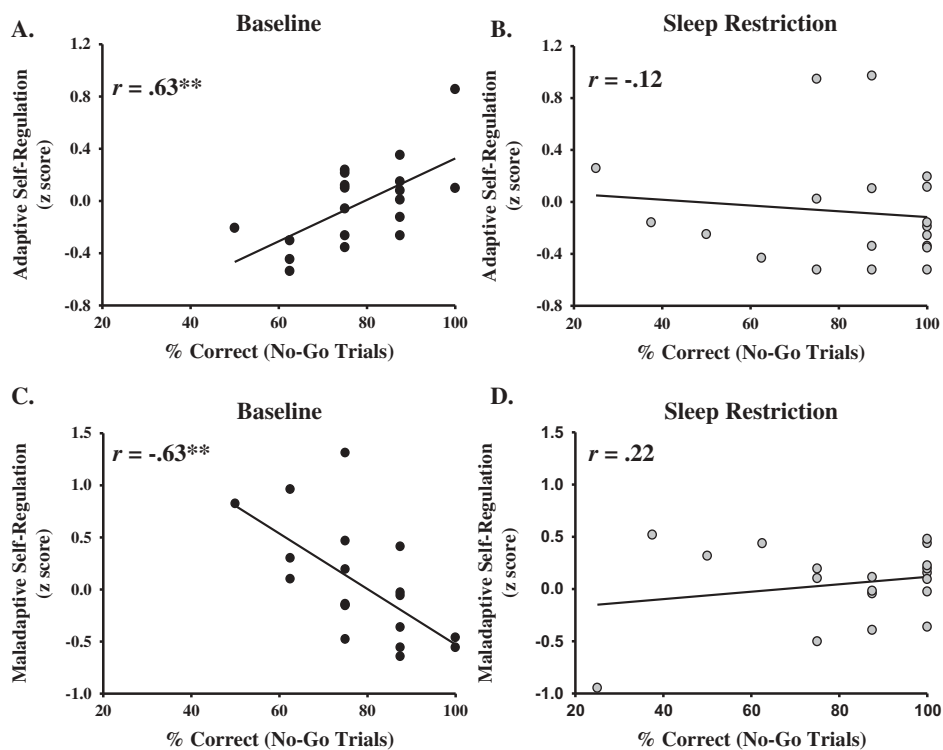 A.
Baseline
Adaptive Self-Regulation
(z score)
1.2
0.8
0.4
0.0
-0.4
-0.8
r = .63**
20
40
60
80
100
% Correct (No-Go Trials)
B.
Sleep Restriction
Adaptive Self-Regulation
(z score)
1.2
0.8
0.4
0.0
-0.4
-0.8
r = -.12
20
40
60
80
100
% Correct (No-Go Trials)
C.
Baseline
Maladaptive Self-Regulation
(z score)
1.5
1.0
0.5
0.0
-0.5
-1.0
r = -.63**
20
40
60
80
100
% Correct (No-Go Trials)
D.
Sleep Restriction
Maladaptive Self-Regulation
(z score)
1.5
1.0
0.5
0.0
-0.5
-1.0
r = .22
20
40
60
80
100
% Correct (No-Go Trials)